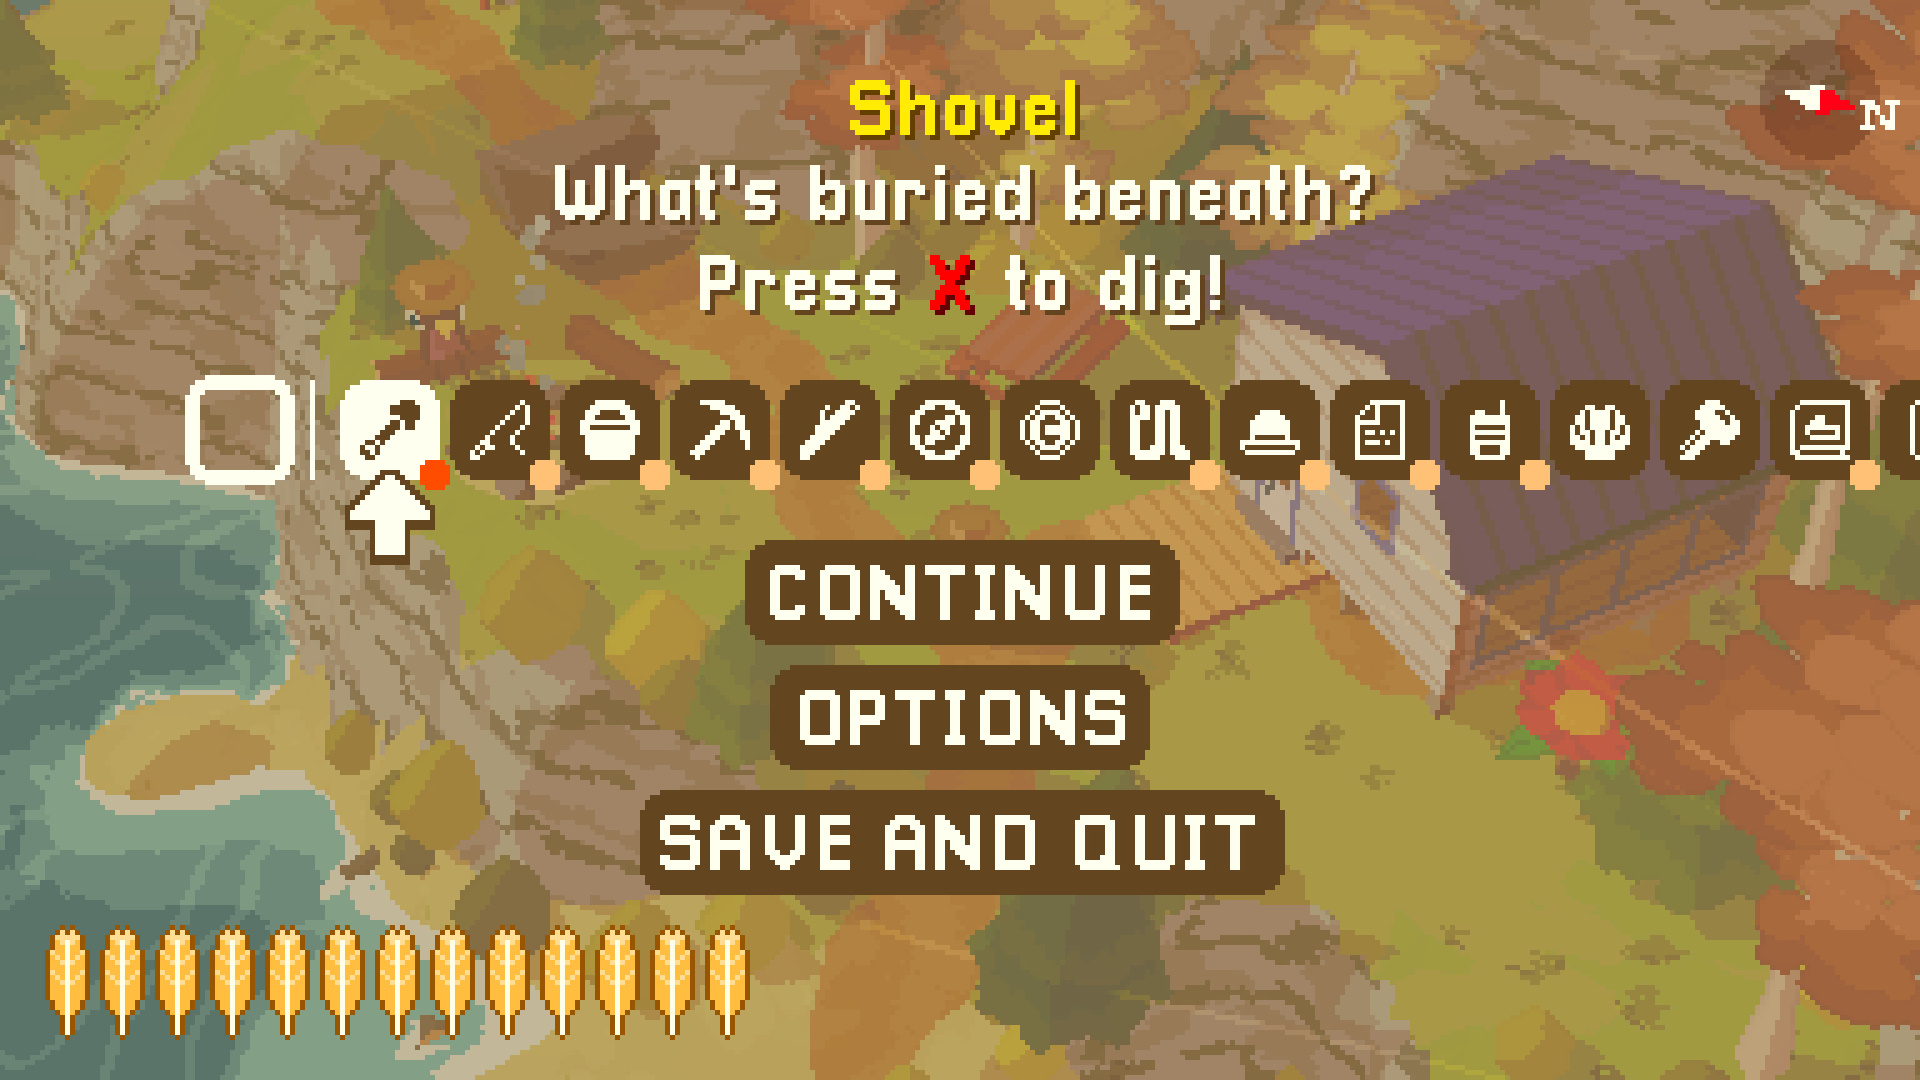 Shovel
What's buried beneath?
Press X to dig!
N
CONTINUE
OPTIONS
SAVE AND QUIT